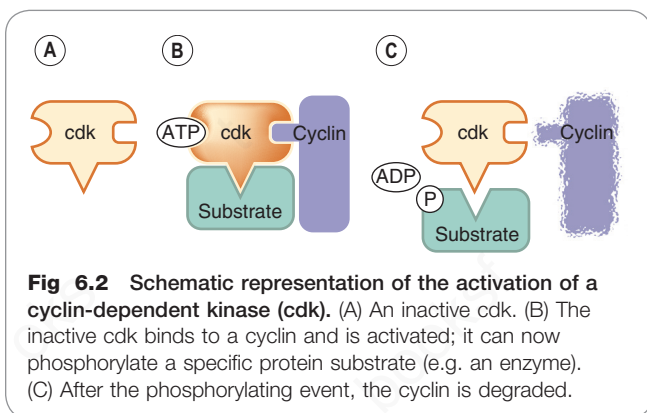 A
B
C
cdk
ATP
cdk
Cyclin
Substrate
cdk
Cyclin
ADP
P
Substrate
Fig 6.2 Schematic representation of the activation of a
cyclin-dependent kinase (cdk). (A) An inactive cdk. (B) The
inactive cdk binds to a cyclin and is activated; it can now
phosphorylate a specific protein substrate (e.g. an enzyme).
(C) After the phosphorylating event, the cyclin is degraded.